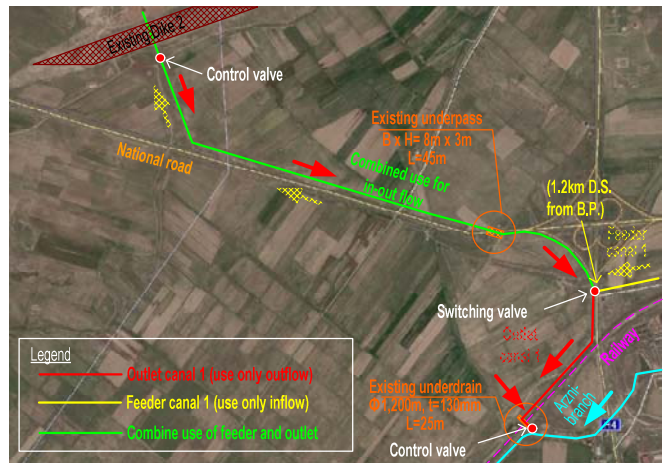 Existing Dike 2
Control valve
National road
Existing underpass
B x H= 8m x 3m
L=45m
Combined use for
in-out flow
(1.2km D.S.
from B.P.)
Feeder
canal 1
Switching valve
Outlet
canal 1
Railway
Legend
Outlet canal 1 (use only outflow)
Feeder canal 1 (use only inflow)
Combine use of feeder and outlet
Existing underdrain
Φ1,200m, t=130mm
L=25m
Control valve
Arzni-
branch